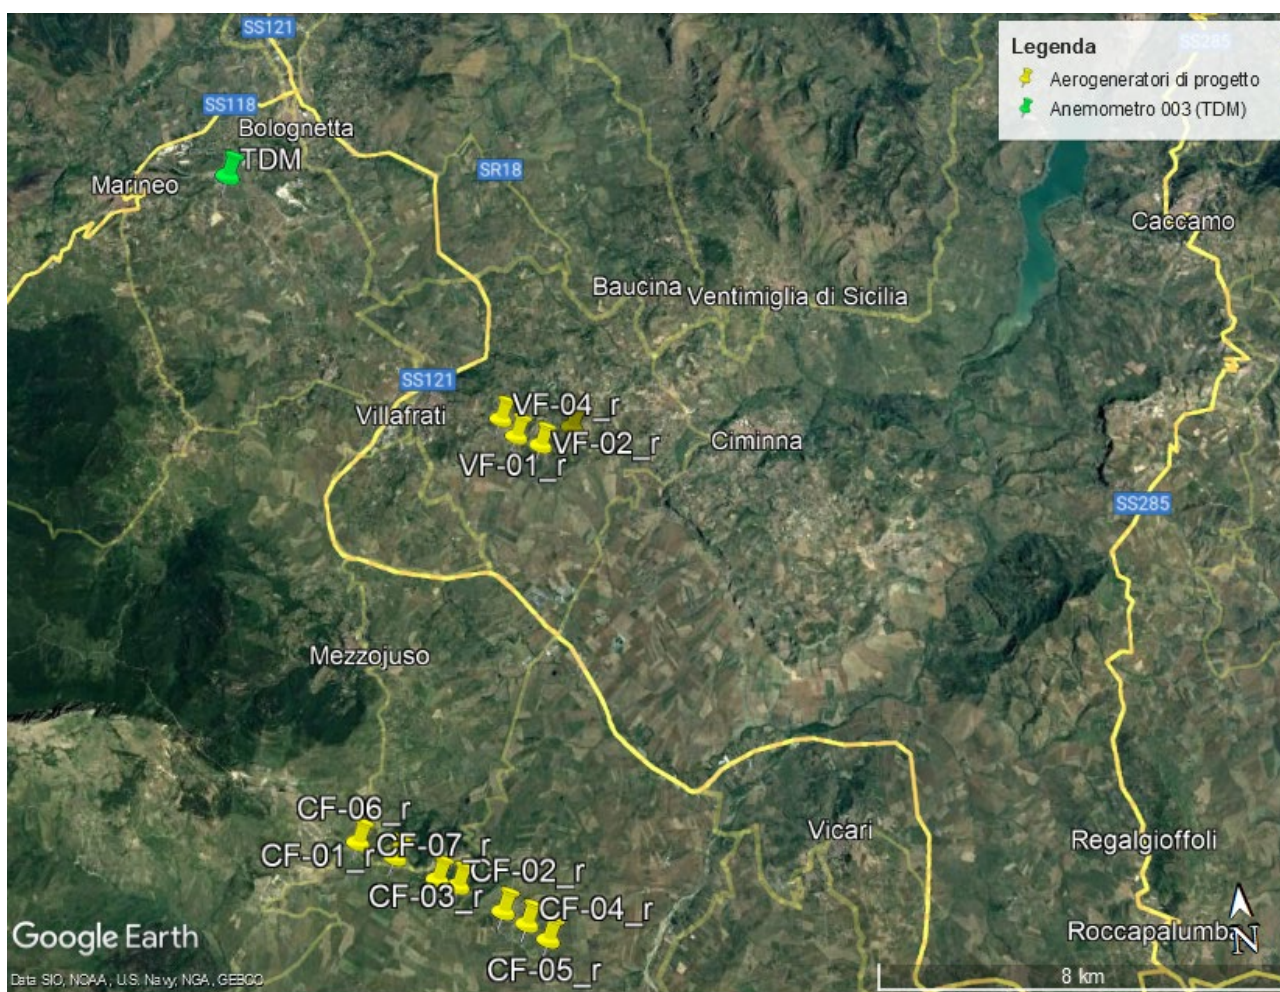 SS121
Legenda
SS285
Aerogeneratori di progetto
Anemometro 003 (TDM)
SS118
Bolognetta
TDM
SR18
Marineo
Caccamo
Baucina
Ventimiglia di Sicilia
SS121
Villafrati
VF-04_r
VF-02_r
VF-01_r
Ciminna
SS285
Mezzojuso
CF-06_r
CF-07_r
CF-01_r
CF-02_r
CF-03_r
CF-04_r
CF-05_r
Vicari
Regalgioffoli
Roccapalumba
N
Google Earth
8 km
Data SIO, NOAA, U.S. Navy, NGA, GEBCO